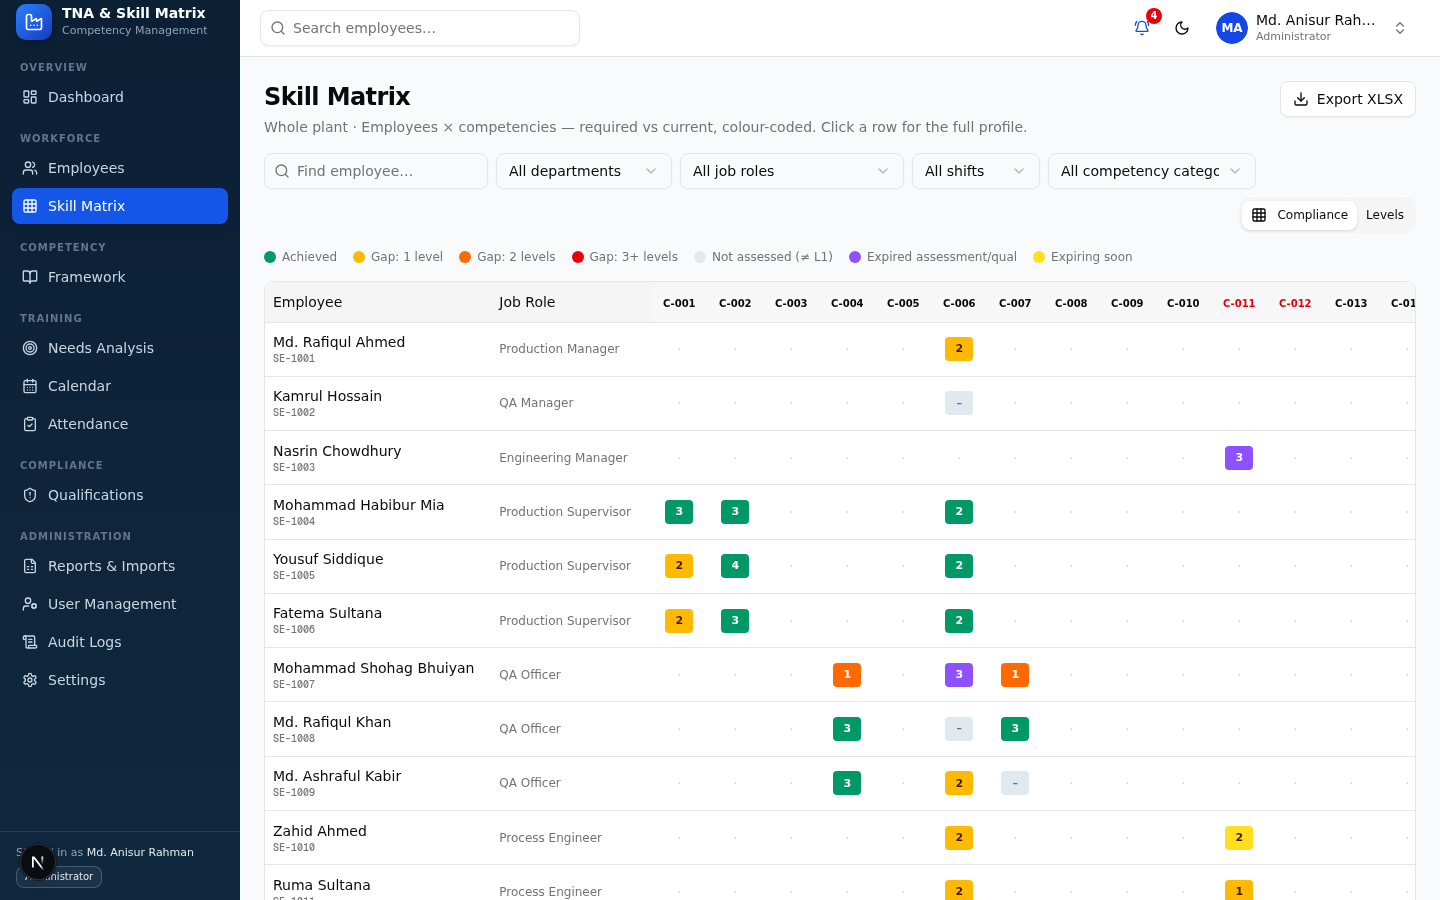 TNA & Skill Matrix
Competency Management
OVERVIEW
Dashboard
WORKFORCE
Employees
Skill Matrix
COMPETENCY
Framework
TRAINING
Needs Analysis
Calendar
Attendance
COMPLIANCE
Qualifications
ADMINISTRATION
Reports & Imports
User Management
Audit Logs
Settings
in as Md. Anisur Rahman
N
Search employees...
4
MA
Md. Anisur Rah...
Administrator
Skill Matrix
Export XLSX
Whole plant · Employees × competencies — required vs current, colour-coded. Click a row for the full profile.
Find employee...
All departments
All job roles
All shifts
All competency catego
Compliance Levels
Achieved Gap: 1 level Gap: 2 levels Gap: 3+ levels Not assessed (≠ L1) Expired assessment/qual Expiring soon
Employee Job Role C-001 C-002 C-003 C-004 C-005 C-006 C-007 C-008 C-009 C-010 C-011 C-012 C-013 C-01
Md. Rafiqul Ahmed Production Manager · · · · · 2 · · · · · · · ·
SE-1001
Kamrul Hossain QA Manager · · · · · – · · · · · · · ·
SE-1002
Nasrin Chowdhury Engineering Manager · · · · · · · · · · 3 · · ·
SE-1003
Mohammad Habibur Mia Production Supervisor 3 3 · · · 2 · · · · · · · ·
SE-1004
Yousuf Siddique Production Supervisor 2 4 · · · 2 · · · · · · · ·
SE-1005
Fatema Sultana Production Supervisor 2 3 · · · 2 · · · · · · · ·
SE-1006
Mohammad Shohag Bhuiyan QA Officer · · · 1 · 3 1 · · · · · · ·
SE-1007
Md. Rafiqul Khan QA Officer · · · 3 · – 3 · · · · · · ·
SE-1008
Md. Ashraful Kabir QA Officer · · · 3 · 2 – · · · · · · ·
SE-1009
Zahid Ahmed Process Engineer · · · · · 2 · · · · 2 · · ·
SE-1010
Ruma Sultana Process Engineer · · · · · 2 · · · · 1 · · ·